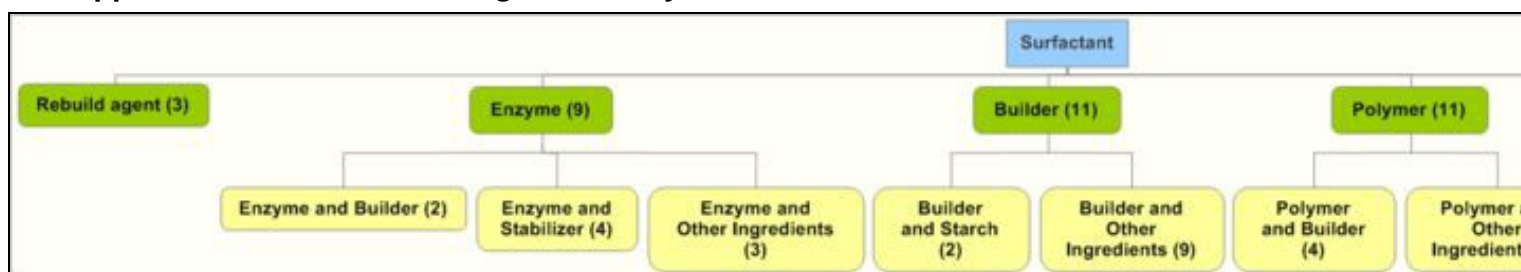 Surfactant
Rebuild agent (3)
Enzyme (9)
Builder (11)
Polymer (11)
Enzyme and Builder (2)
Enzyme and
Stabilizer (4)
Enzyme and
Other Ingredients
(3)
Builder
and Starch
(2)
Builder and
Other
Ingredients (9)
Polymer
and Builder
(4)
Polymer
Other
Ingredient